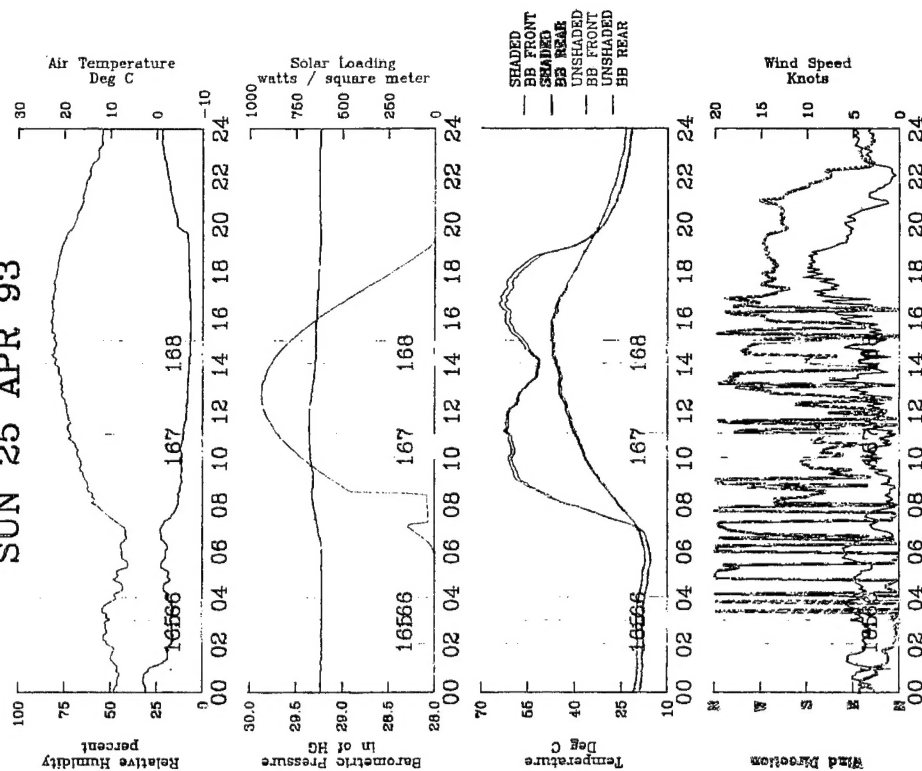 SUN 25 APR 93
Relative Humidity
percent
100 75 50 25 0
Air Temperature
Deg C
30 20 10 0 -10
16566 167 168
00 02 04 06 08 10 12 14 16 18 20 22 24
Barometric Pressure
in of HG
30.0 29.5 29.0 28.5 28.0
Solar Loading
watts / square meter
1000 750 500 250 0
16566 167 168
00 02 04 06 08 10 12 14 16 18 20 22 24
Temperature
Deg C
70 55 40 25 10
SHADED
BB FRONT
SHADED
BB REAR
UNSHADED
BB FRONT
UNSHADED
BB REAR
16566 167 168
00 02 04 06 08 10 12 14 16 18 20 22 24
Wind Direction
N W S E N
Wind Speed
Knots
20 15 10 5 0
00 02 04 06 08 10 12 14 16 18 20 22 24